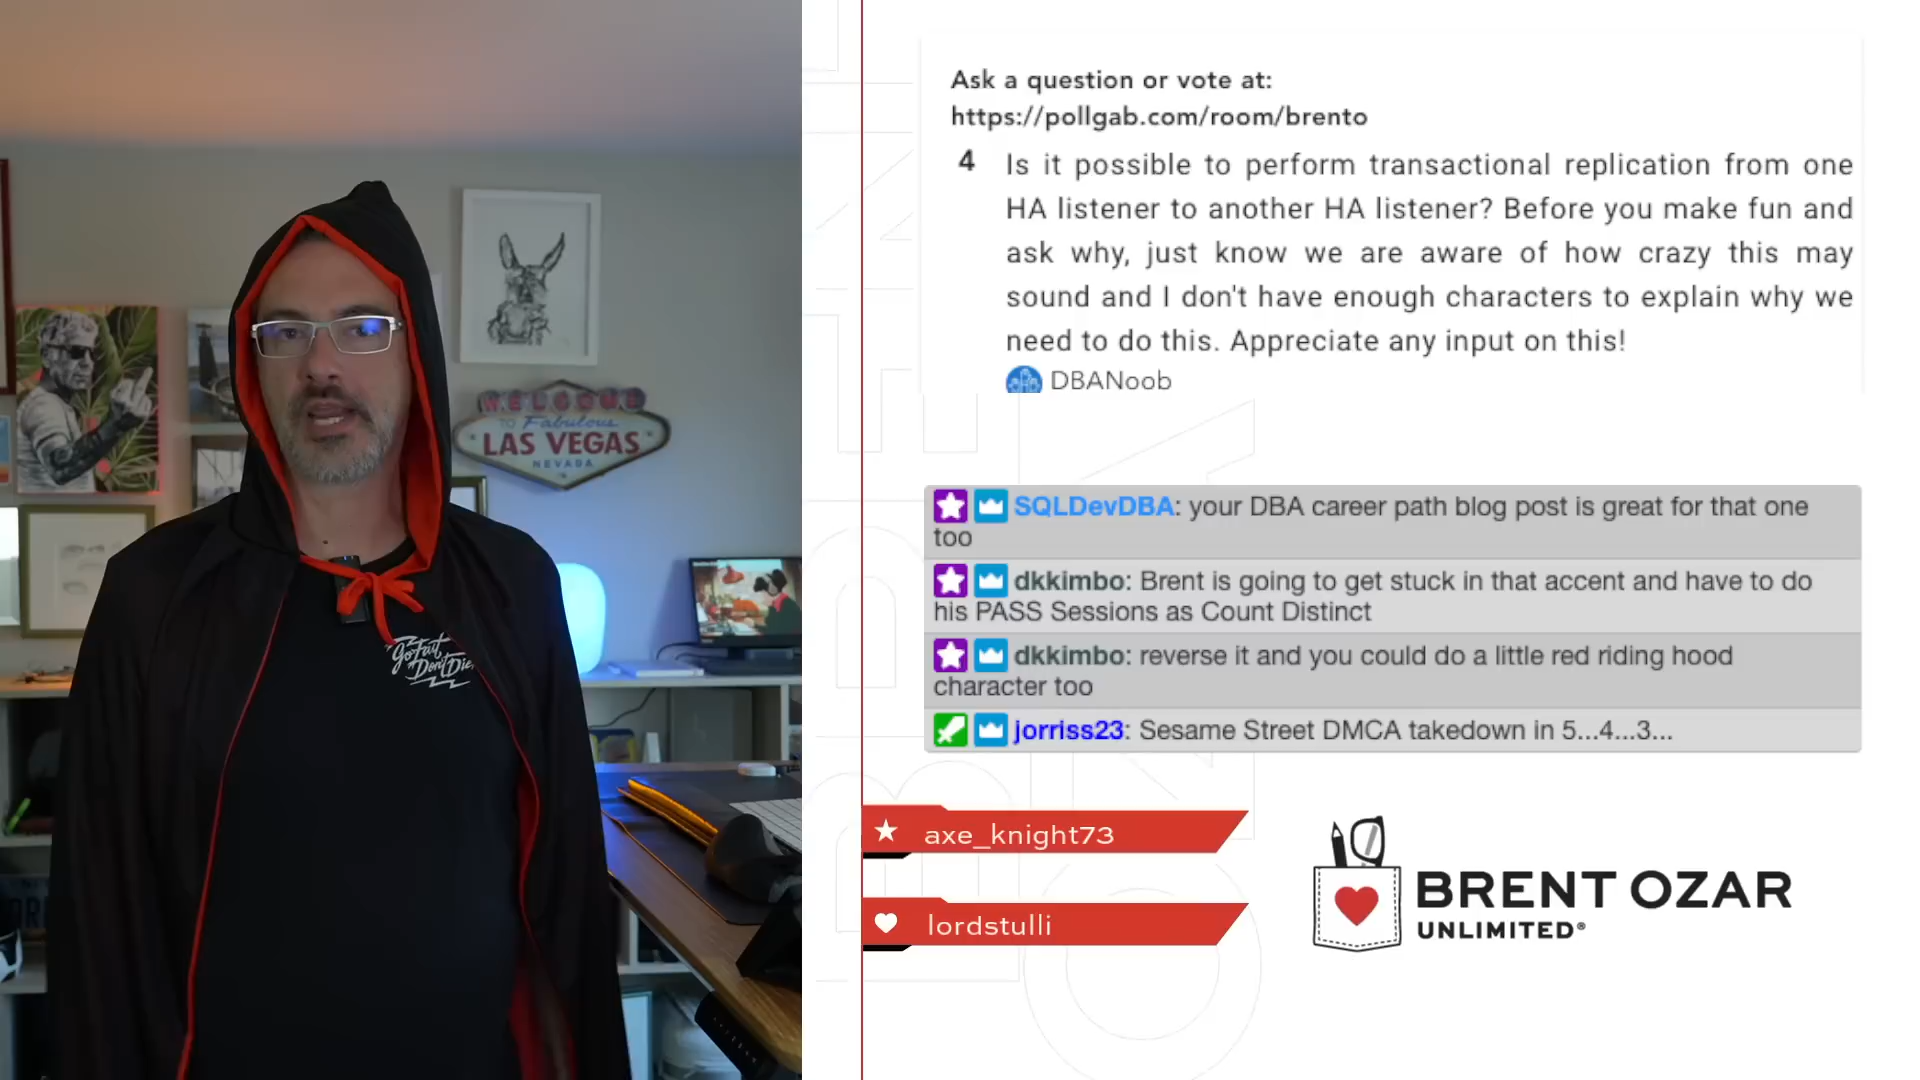 WELCOME
TO Fabulous
LAS VEGAS
NEVADA
Go Fast
Don't Die
Ask a question or vote at:
https://pollgab.com/room/brento
4 Is it possible to perform transactional replication from one
HA listener to another HA listener? Before you make fun and
ask why, just know we are aware of how crazy this may
sound and I don't have enough characters to explain why we
need to do this. Appreciate any input on this!
DBANoob
SQLDevDBA: your DBA career path blog post is great for that one
too
dkkimbo: Brent is going to get stuck in that accent and have to do
his PASS Sessions as Count Distinct
dkkimbo: reverse it and you could do a little red riding hood
character too
jorriss23: Sesame Street DMCA takedown in 5...4...3...
axe_knight73
lordstulli
BRENT OZAR
UNLIMITED®